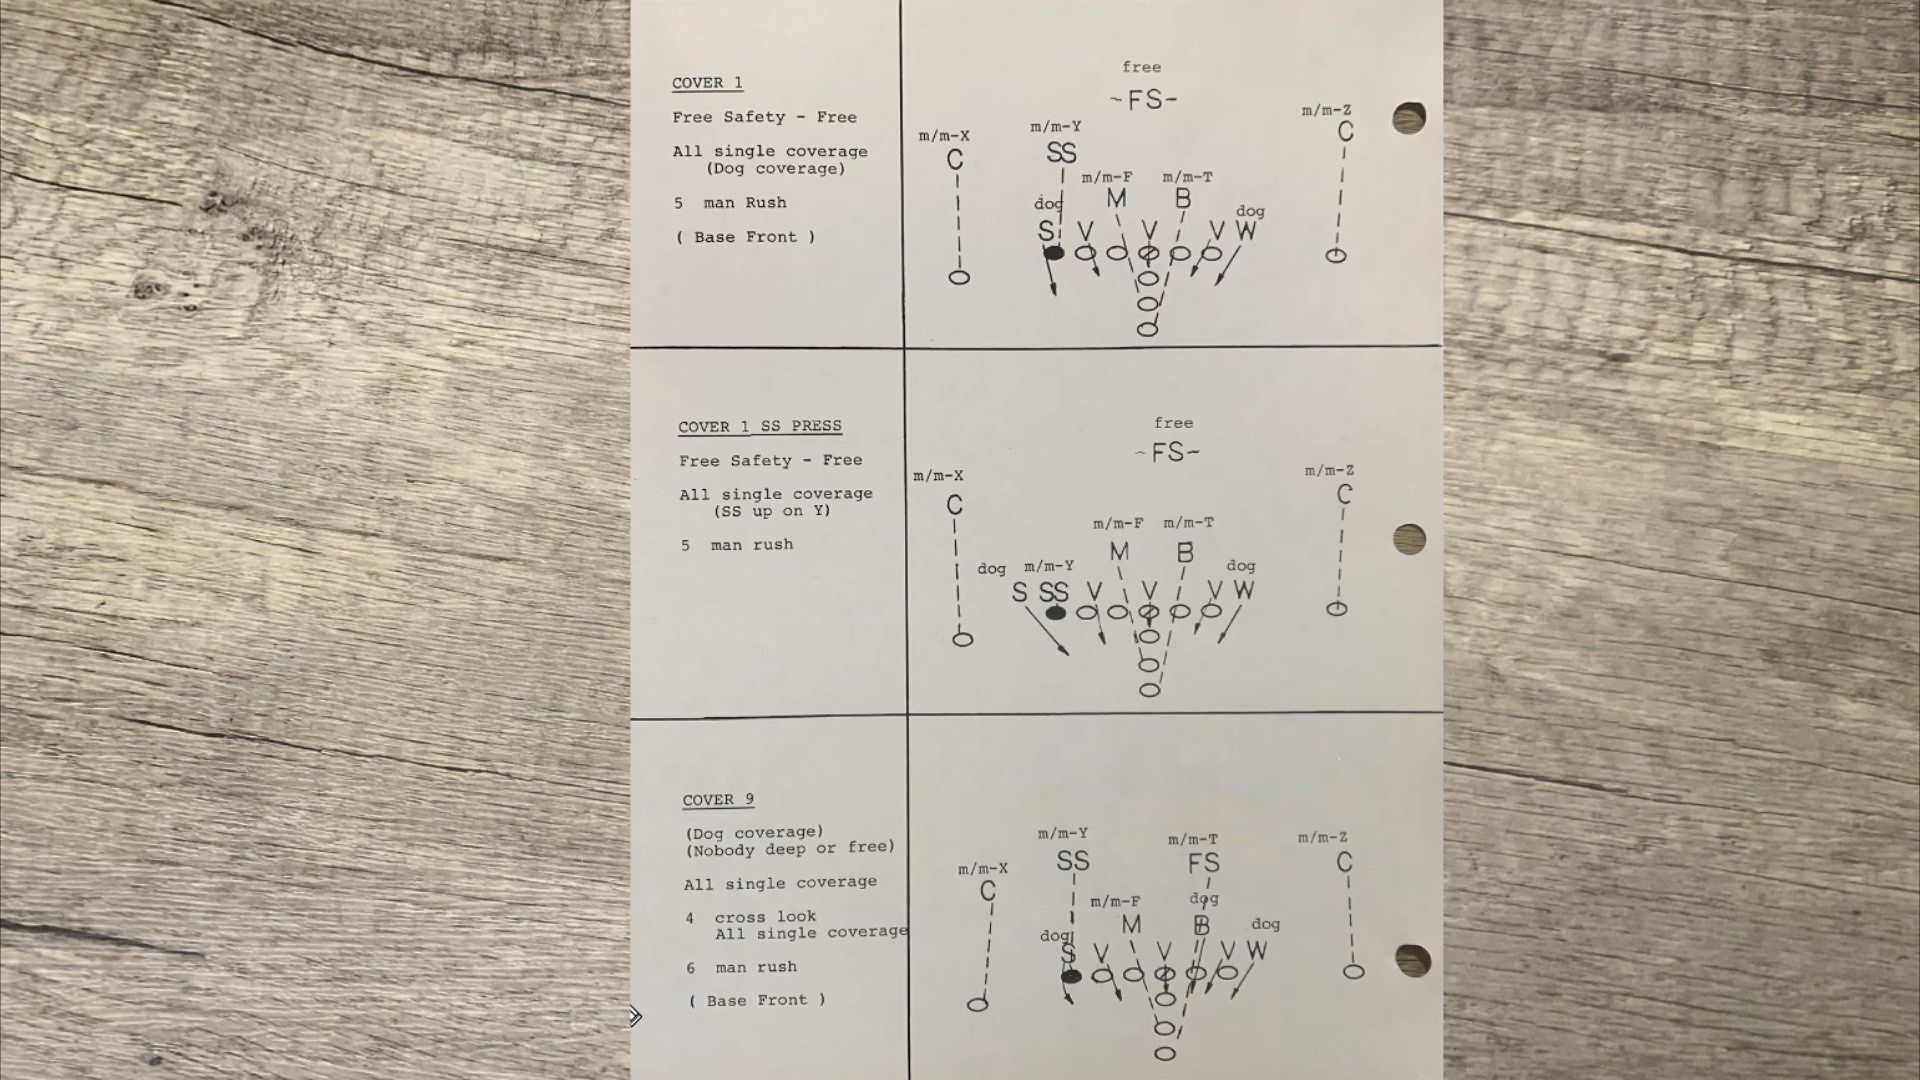 COVER 1
Free Safety - Free
All single coverage
(Dog coverage)
5 man Rush
( Base Front )
free
~FS~
m/m-X
C
m/m-Y
SS
m/m-Z
C
m/m-F
M
m/m-T
B
dog
S V V V W
dog
COVER 1 SS PRESS
Free Safety - Free
All single coverage
(SS up on Y)
5 man rush
free
~FS~
m/m-X
C
m/m-Z
C
m/m-F
M
m/m-T
B
dog m/m-Y
dog
S SS V V V W
COVER 9
(Dog coverage)
(Nobody deep or free)
All single coverage
4 cross look
All single coverage
6 man rush
( Base Front )
m/m-Y
SS
m/m-T
FS
m/m-Z
C
m/m-X
C
m/m-F
M
dog
B
dog
dog
S V V V W